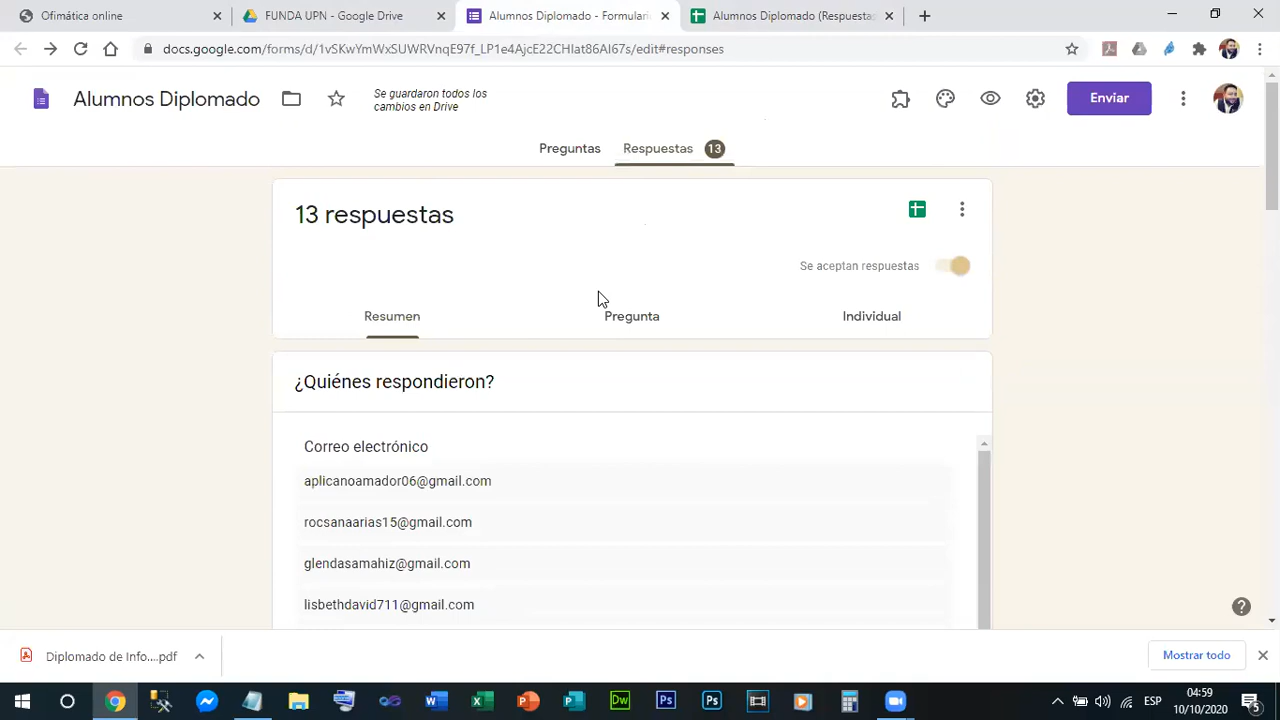 Ofimática online
FUNDA UPN - Google Drive
Alumnos Diplomado - Formulari
Alumnos Diplomado (Respuestas
docs.google.com/forms/d/1vSKwYmWxSUWRVnqE97f_LP1e4AjcE22CHIat86AI67s/edit#responses
Alumnos Diplomado
Se guardaron todos los
cambios en Drive
Enviar
Preguntas
Respuestas 13
13 respuestas
Se aceptan respuestas
Resumen
Pregunta
Individual
¿Quiénes respondieron?
Correo electrónico
aplicanoamador06@gmail.com
rocsanaarias15@gmail.com
glendasamahiz@gmail.com
lisbethdavid711@gmail.com
Diplomado de Info....pdf
Mostrar todo
ESP
04:59
10/10/2020
5